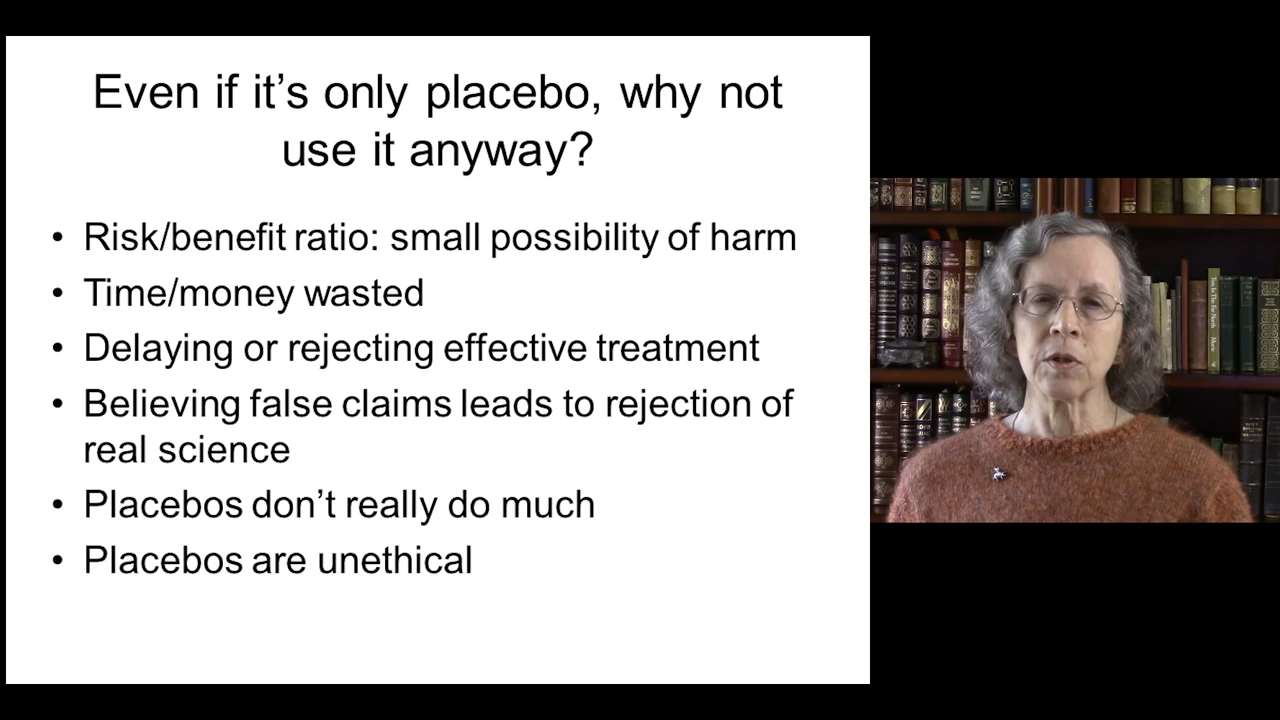 Even if it’s only placebo, why not
use it anyway?
• Risk/benefit ratio: small possibility of harm
• Time/money wasted
• Delaying or rejecting effective treatment
• Believing false claims leads to rejection of
real science
• Placebos don’t really do much
• Placebos are unethical